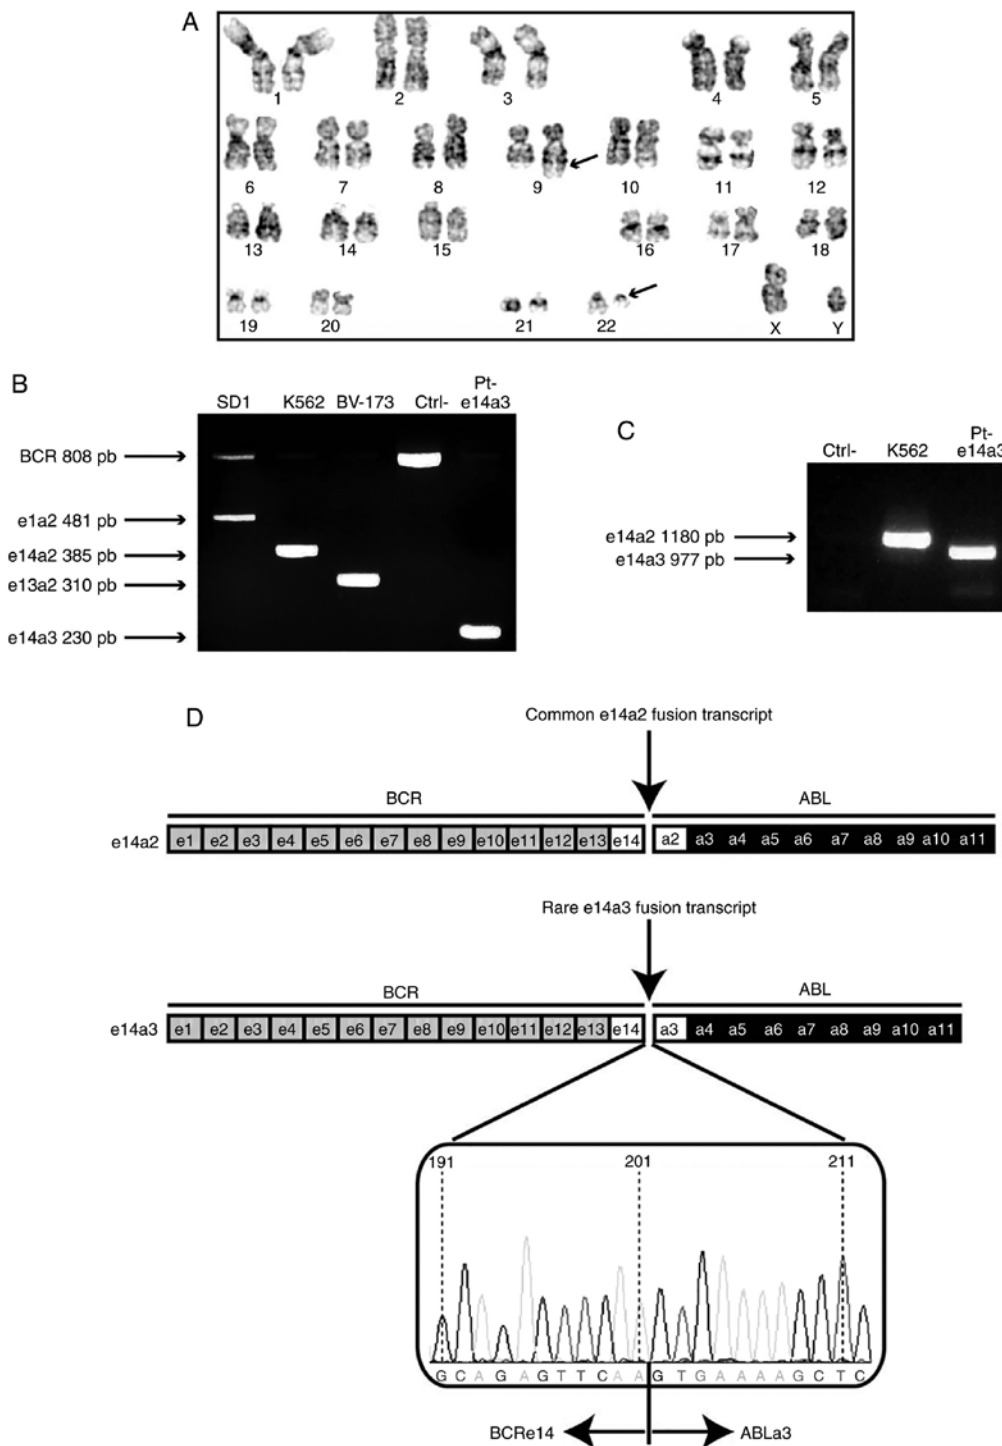 A
1 2 3 4 5
6 7 8 9 10 11 12
13 14 15 16 17 18
19 20 21 22 X Y
B
SD1 K562 BV-173 Ctrl- Pt-e14a3
BCR 808 pb
e1a2 481 pb
e14a2 385 pb
e13a2 310 pb
e14a3 230 pb
C
Ctrl- K562 Pt-e14a3
e14a2 1180 pb
e14a3 977 pb
D
Common e14a2 fusion transcript
BCR ABL
e14a2 e1 e2 e3 e4 e5 e6 e7 e8 e9 e10 e11 e12 e13 e14 a2 a3 a4 a5 a6 a7 a8 a9 a10 a11
Rare e14a3 fusion transcript
BCR ABL
e14a3 e1 e2 e3 e4 e5 e6 e7 e8 e9 e10 e11 e12 e13 e14 a3 a4 a5 a6 a7 a8 a9 a10 a11
191 201 211
G C A G A G T T C A A G T G A A A A G C T C
BCRe14 ABLa3